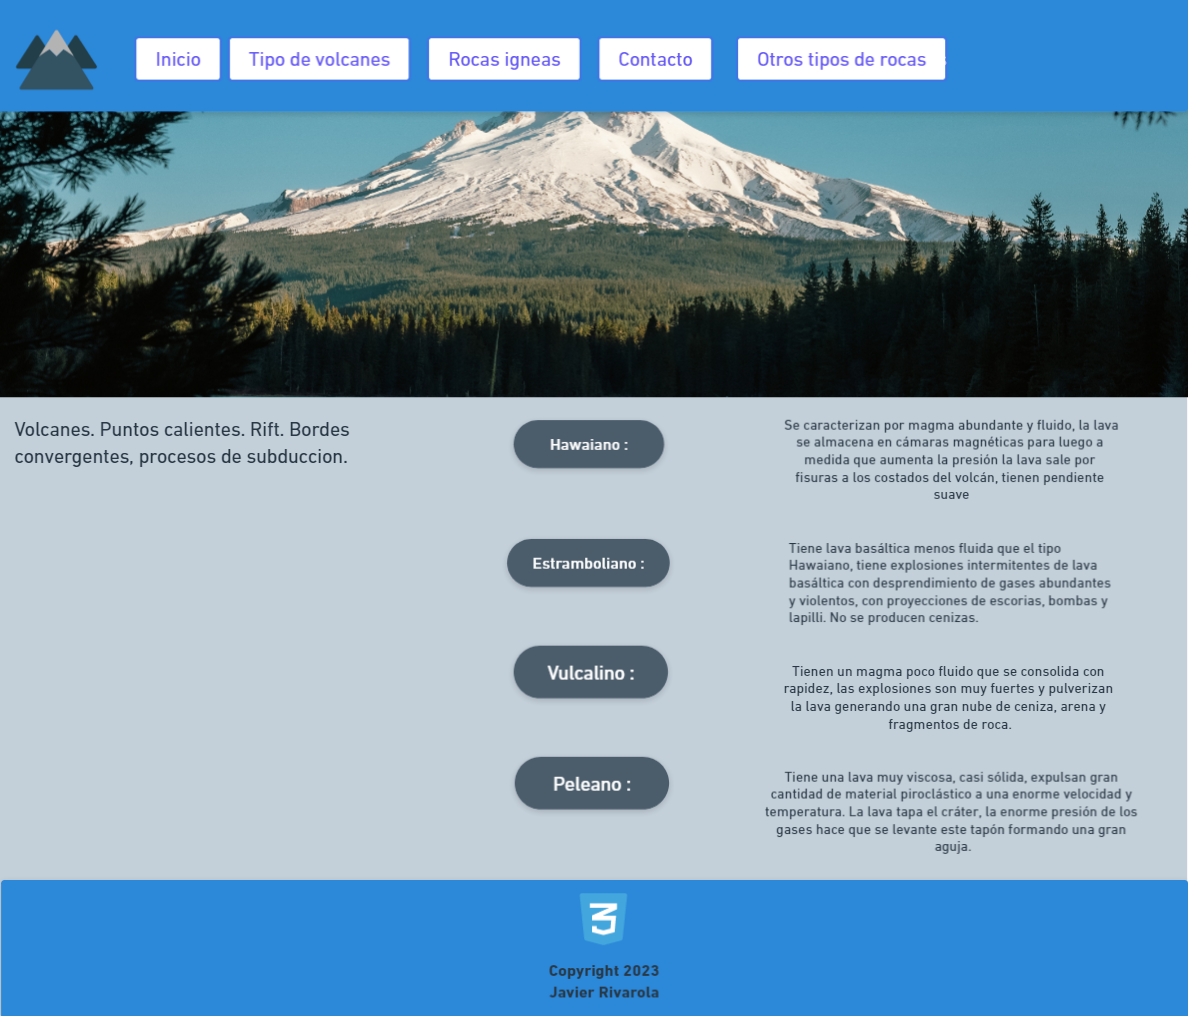 Inicio
Tipo de volcanes
Rocas igneas
Contacto
Otros tipos de rocas
Volcanes. Puntos calientes. Rift. Bordes
convergentes, procesos de subduccion.
Hawaiano :
Se caracterizan por magma abundante y fluido, la lava
se almacena en cámaras magnéticas para luego a
medida que aumenta la presión la lava sale por
fisuras a los costados del volcán, tienen pendiente
suave
Estramboliano :
Tiene lava basáltica menos fluida que el tipo
Hawaiano, tiene explosiones intermitentes de lava
basáltica con desprendimiento de gases abundantes
y violentos, con proyecciones de escorias, bombas y
lapilli. No se producen cenizas.
Vulcalino :
Tienen un magma poco fluido que se consolida con
rapidez, las explosiones son muy fuertes y pulverizan
la lava generando una gran nube de ceniza, arena y
fragmentos de roca.
Peleano :
Tiene una lava muy viscosa, casi sólida, expulsan gran
cantidad de material piroclástico a una enorme velocidad y
temperatura. La lava tapa el cráter, la enorme presión de los
gases hace que se levante este tapón formando una gran
aguja.
3
Copyright 2023
Javier Rivarola